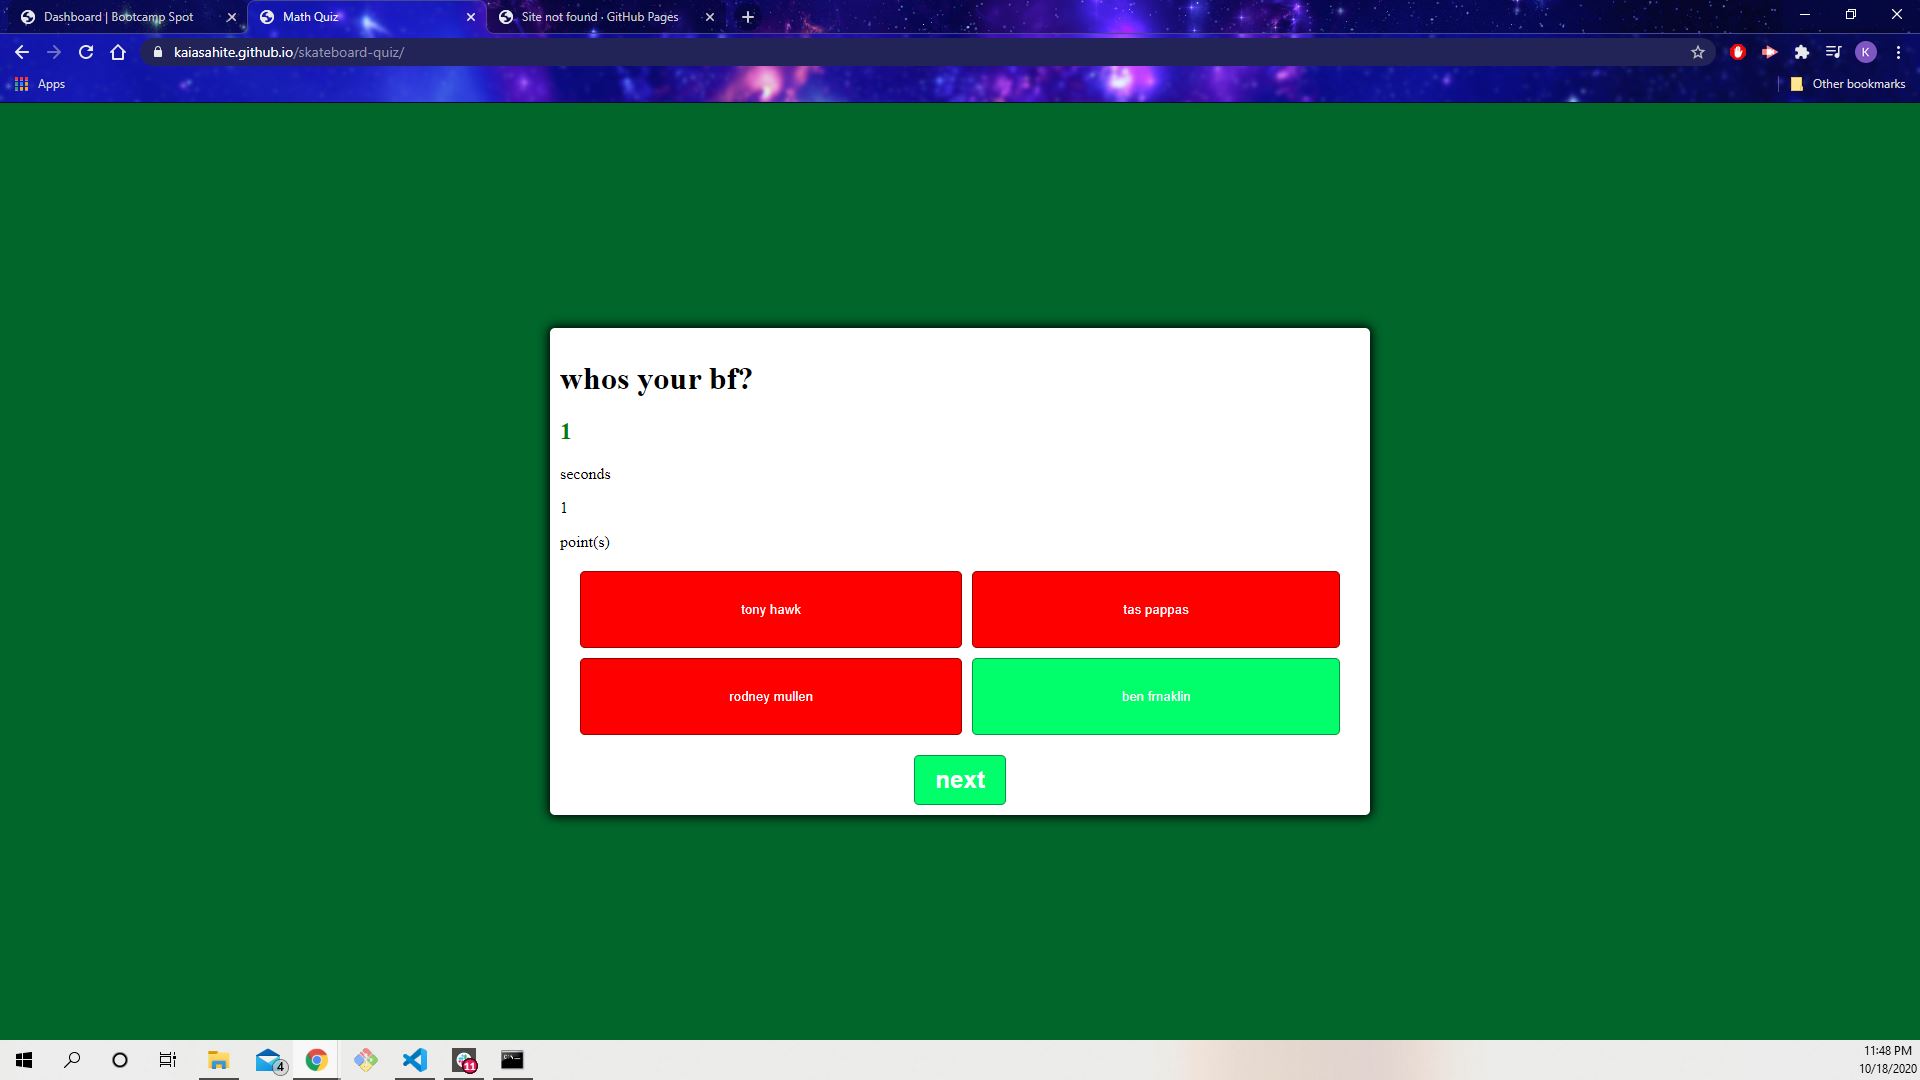 Dashboard | Bootcamp Spot
Math Quiz
Site not found · GitHub Pages
kaiasahite.github.io/skateboard-quiz/
K
Apps
Other bookmarks
whos your bf?
1
seconds
1
point(s)
tony hawk
tas pappas
rodney mullen
ben frnaklin
next
4
11
11:48 PM
10/18/2020